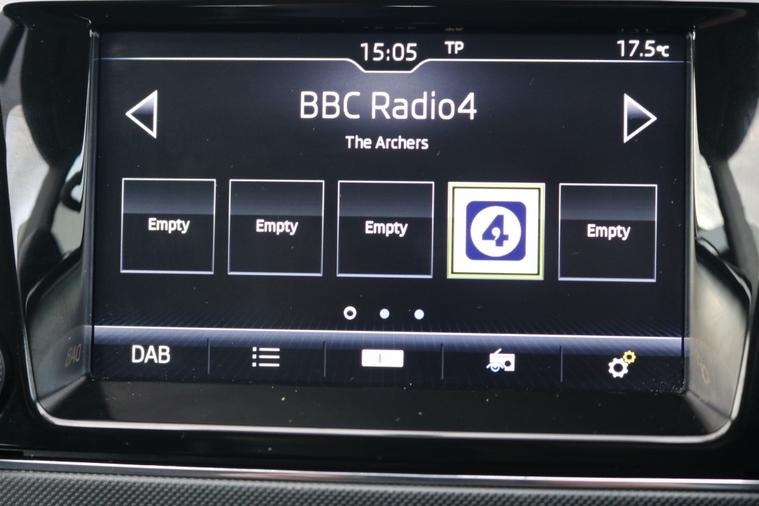 15:05 TP 17.5°C
BBC Radio4
The Archers
Empty Empty Empty 4 Empty
DAB